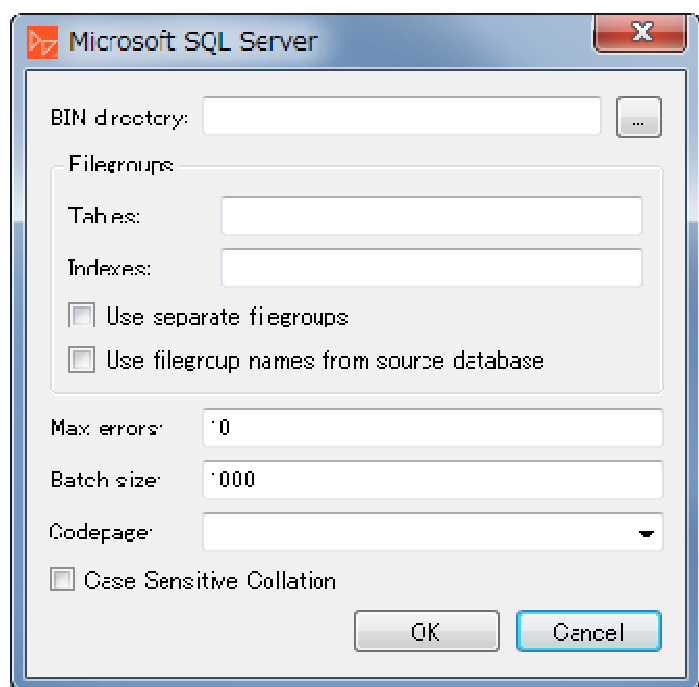 Microsoft SQL Server
BIN directory:
...
Filegroups
Tables:
Indexes:
Use separate filegroups
Use filegroup names from source database
Max errors: 10
Batch size: 1000
Codepage:
Case Sensitive Collation
OK Cancel